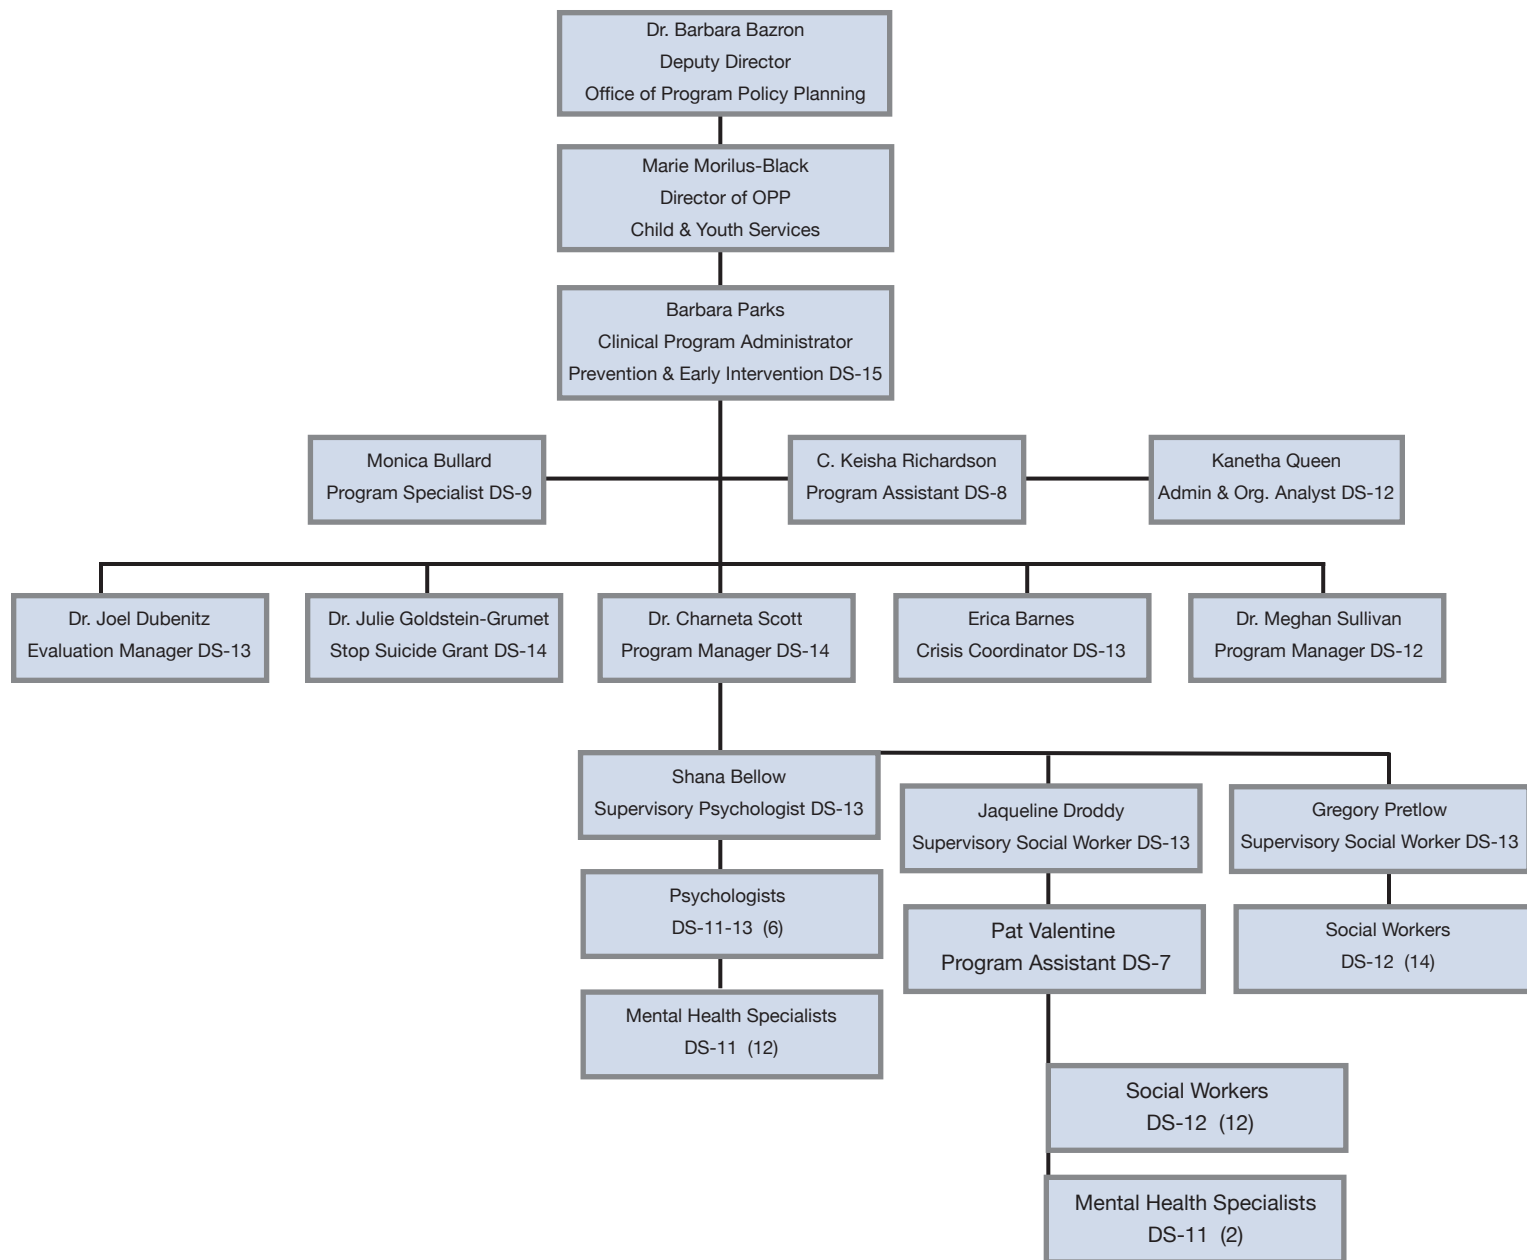 Dr. Barbara Bazron
Deputy Director
Office of Program Policy Planning
Marie Morilus-Black
Director of OPP
Child & Youth Services
Barbara Parks
Clinical Program Administrator
Prevention & Early Intervention DS-15
Monica Bullard
Program Specialist DS-9
C. Keisha Richardson
Program Assistant DS-8
Kanetha Queen
Admin & Org. Analyst DS-12
Dr. Joel Dubenitz
Evaluation Manager DS-13
Dr. Julie Goldstein-Grumet
Stop Suicide Grant DS-14
Dr. Charneta Scott
Program Manager DS-14
Erica Barnes
Crisis Coordinator DS-13
Dr. Meghan Sullivan
Program Manager DS-12
Shana Bellow
Supervisory Psychologist DS-13
Jaqueline Droddy
Supervisory Social Worker DS-13
Gregory Pretlow
Supervisory Social Worker DS-13
Psychologists
DS-11-13 (6)
Pat Valentine
Program Assistant DS-7
Social Workers
DS-12 (14)
Mental Health Specialists
DS-11 (12)
Social Workers
DS-12 (12)
Mental Health Specialists
DS-11 (2)